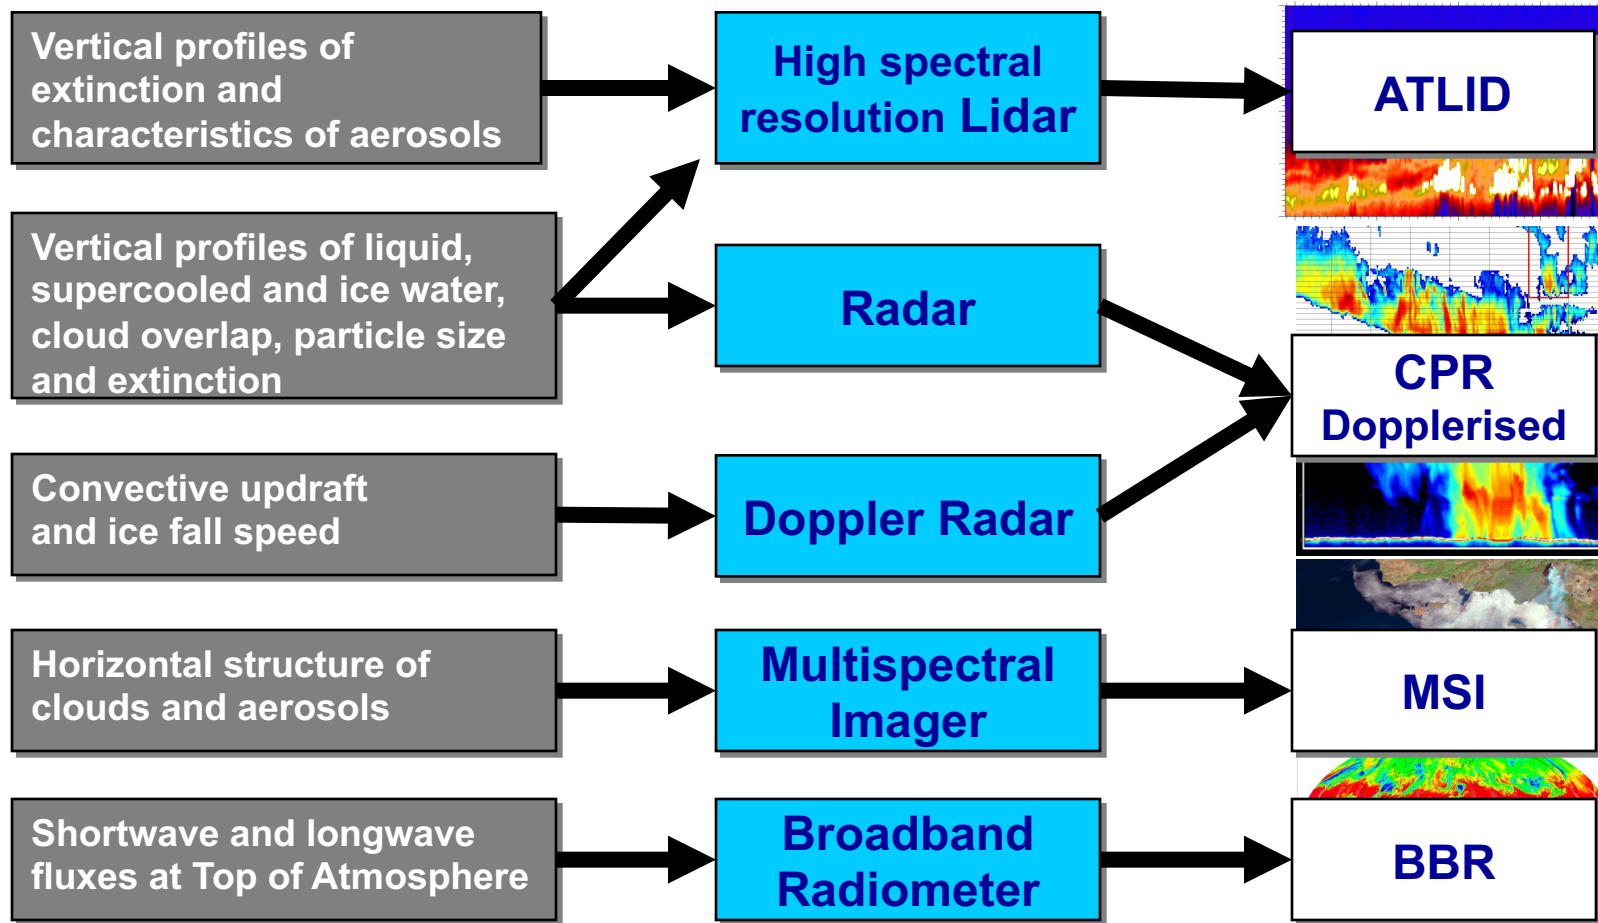 Vertical profiles of
extinction and
characteristics of aerosols
High spectral
resolution Lidar
ATLID
Vertical profiles of liquid,
supercooled and ice water,
cloud overlap, particle size
and extinction
Radar
CPR
Dopplerised
Convective updraft
and ice fall speed
Doppler Radar
Horizontal structure of
clouds and aerosols
Multispectral
Imager
MSI
Shortwave and longwave
fluxes at Top of Atmosphere
Broadband
Radiometer
BBR